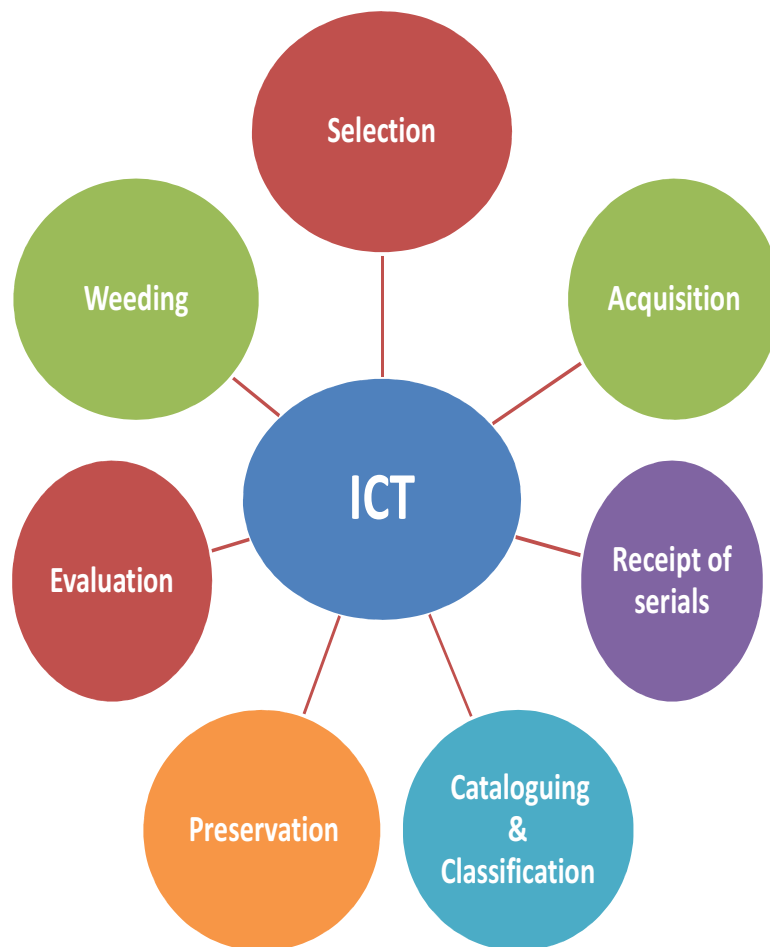 Selection
Weeding
Acquisition
ICT
Evaluation
Receipt of
serials
Preservation
Cataloguing
&
Classification